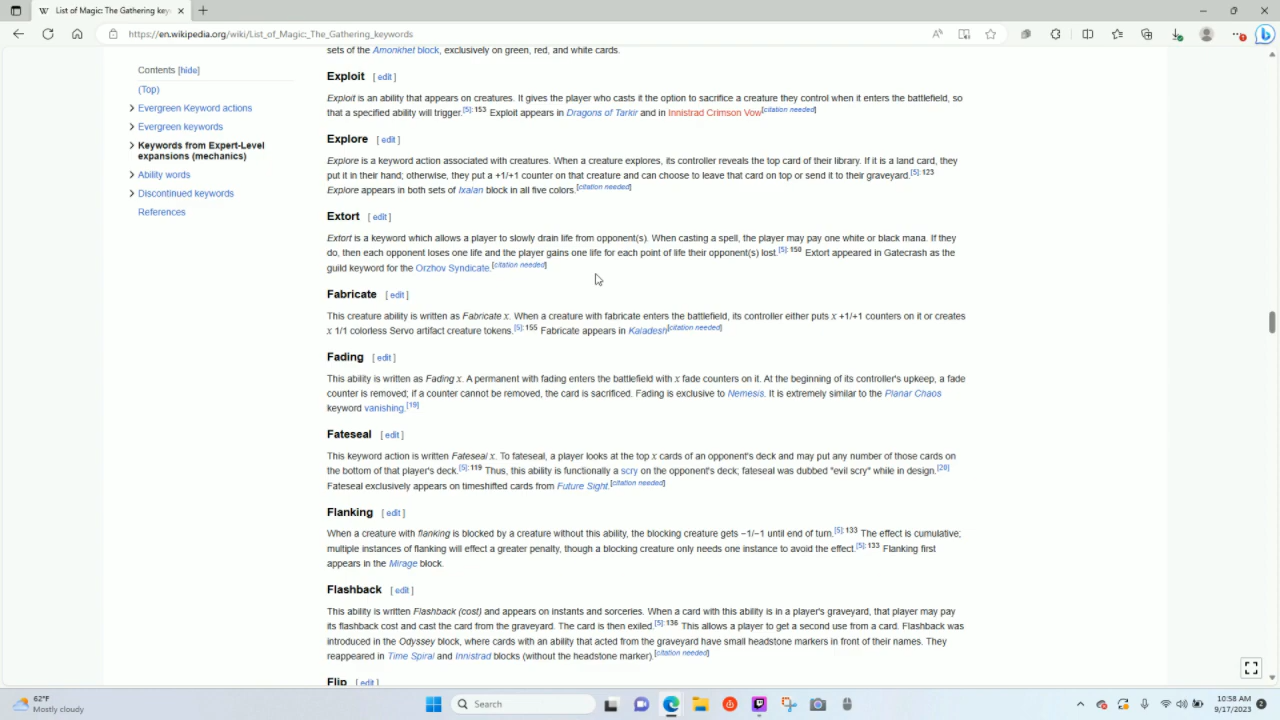 List of Magic: The Gathering key
https://en.wikipedia.org/wiki/List_of_Magic:_The_Gathering_keywords
sets of the Amonkhet block, exclusively on green, red, and white cards.
Contents [hide]
(Top)
Evergreen Keyword actions
Evergreen keywords
Keywords from Expert-Level
expansions (mechanics)
Ability words
Discontinued keywords
References
Exploit [ edit ]
Exploit is an ability that appears on creatures. It gives the player who casts it the option to sacrifice a creature they control when it enters the battlefield, so
that a specified ability will trigger.[5]: 153 Exploit appears in Dragons of Tarkir and in Innistrad Crimson Vow[citation needed]
Explore [ edit ]
Explore is a keyword action associated with creatures. When a creature explores, its controller reveals the top card of their library. If it is a land card, they
put it in their hand; otherwise, they put a +1/+1 counter on that creature and can choose to leave that card on top or send it to their graveyard.[5]: 123
Explore appears in both sets of Ixalan block in all five colors.[citation needed]
Extort [ edit ]
Extort is a keyword which allows a player to slowly drain life from opponent(s). When casting a spell, the player may pay one white or black mana. If they
do, then each opponent loses one life and the player gains one life for each point of life their opponent(s) lost.[5]: 150 Extort appeared in Gatecrash as the
guild keyword for the Orzhov Syndicate.[citation needed]
Fabricate [ edit ]
This creature ability is written as Fabricate x. When a creature with fabricate enters the battlefield, its controller either puts x +1/+1 counters on it or creates
x 1/1 colorless Servo artifact creature tokens.[5]: 155 Fabricate appears in Kaladesh[citation needed]
Fading [ edit ]
This ability is written as Fading x. A permanent with fading enters the battlefield with x fade counters on it. At the beginning of its controller's upkeep, a fade
counter is removed; if a counter cannot be removed, the card is sacrificed. Fading is exclusive to Nemesis. It is extremely similar to the Planar Chaos
keyword vanishing.[19]
Fateseal [ edit ]
This keyword action is written Fateseal x. To fateseal, a player looks at the top x cards of an opponent's deck and may put any number of those cards on
the bottom of that player's deck.[5]: 119 Thus, this ability is functionally a scry on the opponent's deck; fateseal was dubbed "evil scry" while in design.[20]
Fateseal exclusively appears on timeshifted cards from Future Sight.[citation needed]
Flanking [ edit ]
When a creature with flanking is blocked by a creature without this ability, the blocking creature gets −1/−1 until end of turn.[5]: 133 The effect is cumulative;
multiple instances of flanking will effect a greater penalty, though a blocking creature only needs one instance to avoid the effect.[5]: 133 Flanking first
appears in the Mirage block.
Flashback [ edit ]
This ability is written Flashback (cost) and appears on instants and sorceries. When a card with this ability is in a player's graveyard, that player may pay
its flashback cost and cast the card from the graveyard. The card is then exiled.[5]: 136 This allows a player to get a second use from a card. Flashback was
introduced in the Odyssey block, where cards with an ability that acted from the graveyard have small headstone markers in front of their names. They
reappeared in Time Spiral and Innistrad blocks (without the headstone marker).[citation needed]
Flip [ edit ]
62°F
Mostly cloudy
Search
10:58 AM
9/17/2023
2